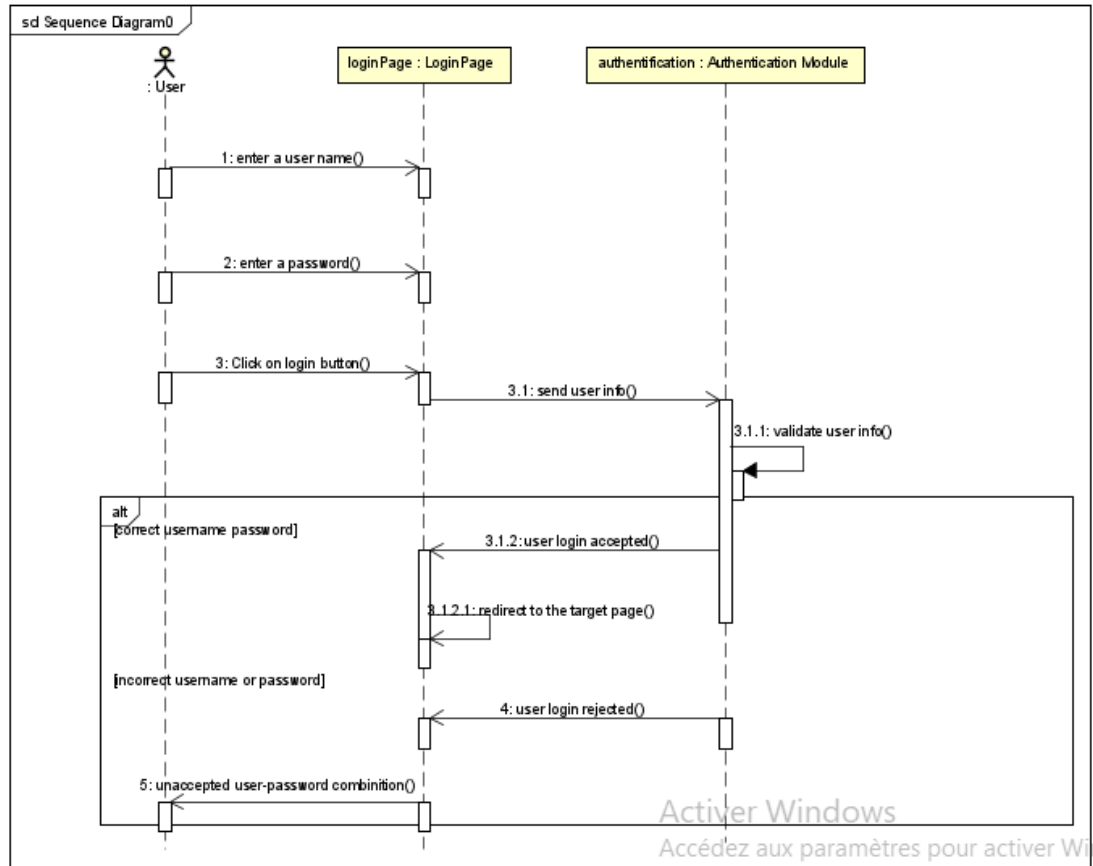 sd Sequence Diagram0
: User
loginPage : LoginPage
authentification : Authentication Module
1: enter a user name()
2: enter a password()
3: Click on login button()
3.1: send user info()
3.1.1: validate user info()
alt
[correct username password]
3.1.2: user login accepted()
3.1.2.1: redirect to the target page()
[incorrect username or password]
4: user login rejected()
5: unaccepted user-password combinition()
Activer Windows
Accédez aux paramètres pour activer Wi